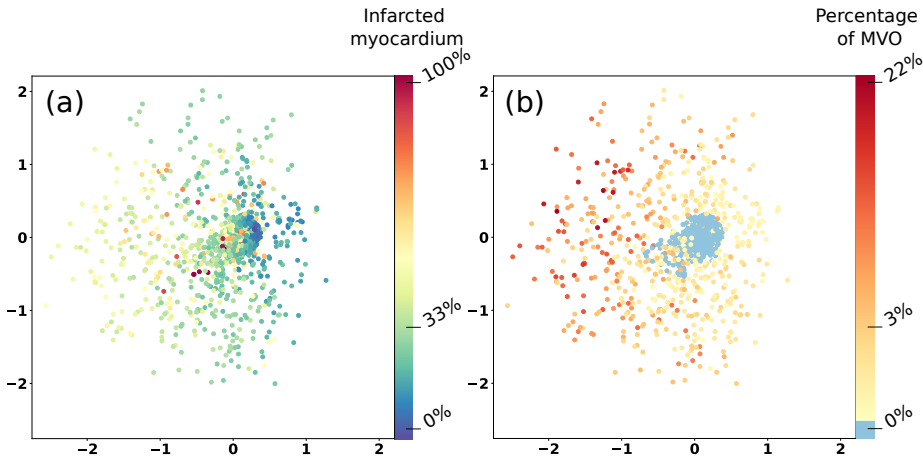 Infarcted
myocardium
Percentage
of MVO
100%
22%
(a)
(b)
2
1
0
−1
−2
2
1
0
−1
−2
33%
3%
0%
0%
−2 −1 0 1 2
−2 −1 0 1 2